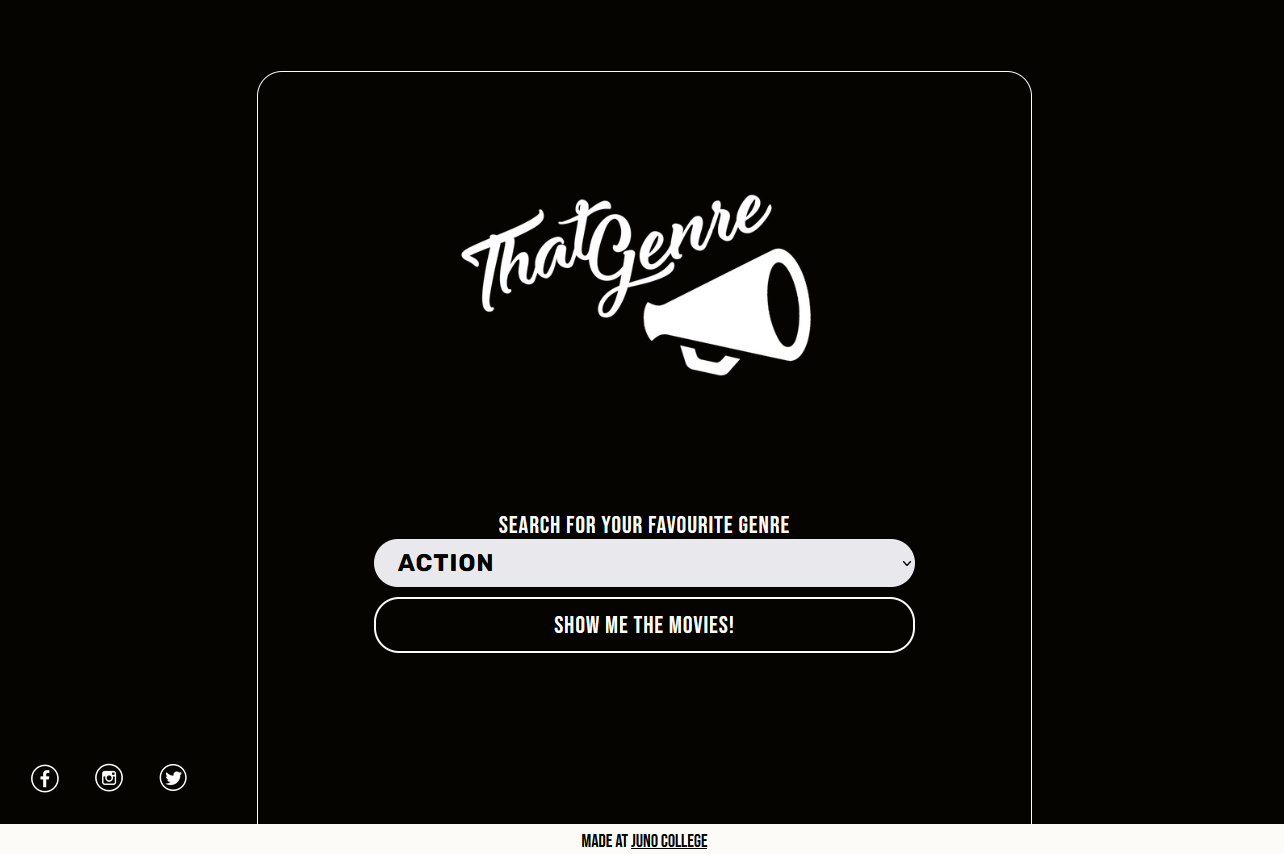 ThatGenre
SEARCH FOR YOUR FAVOURITE GENRE
ACTION
SHOW ME THE MOVIES!
MADE AT JUNO COLLEGE